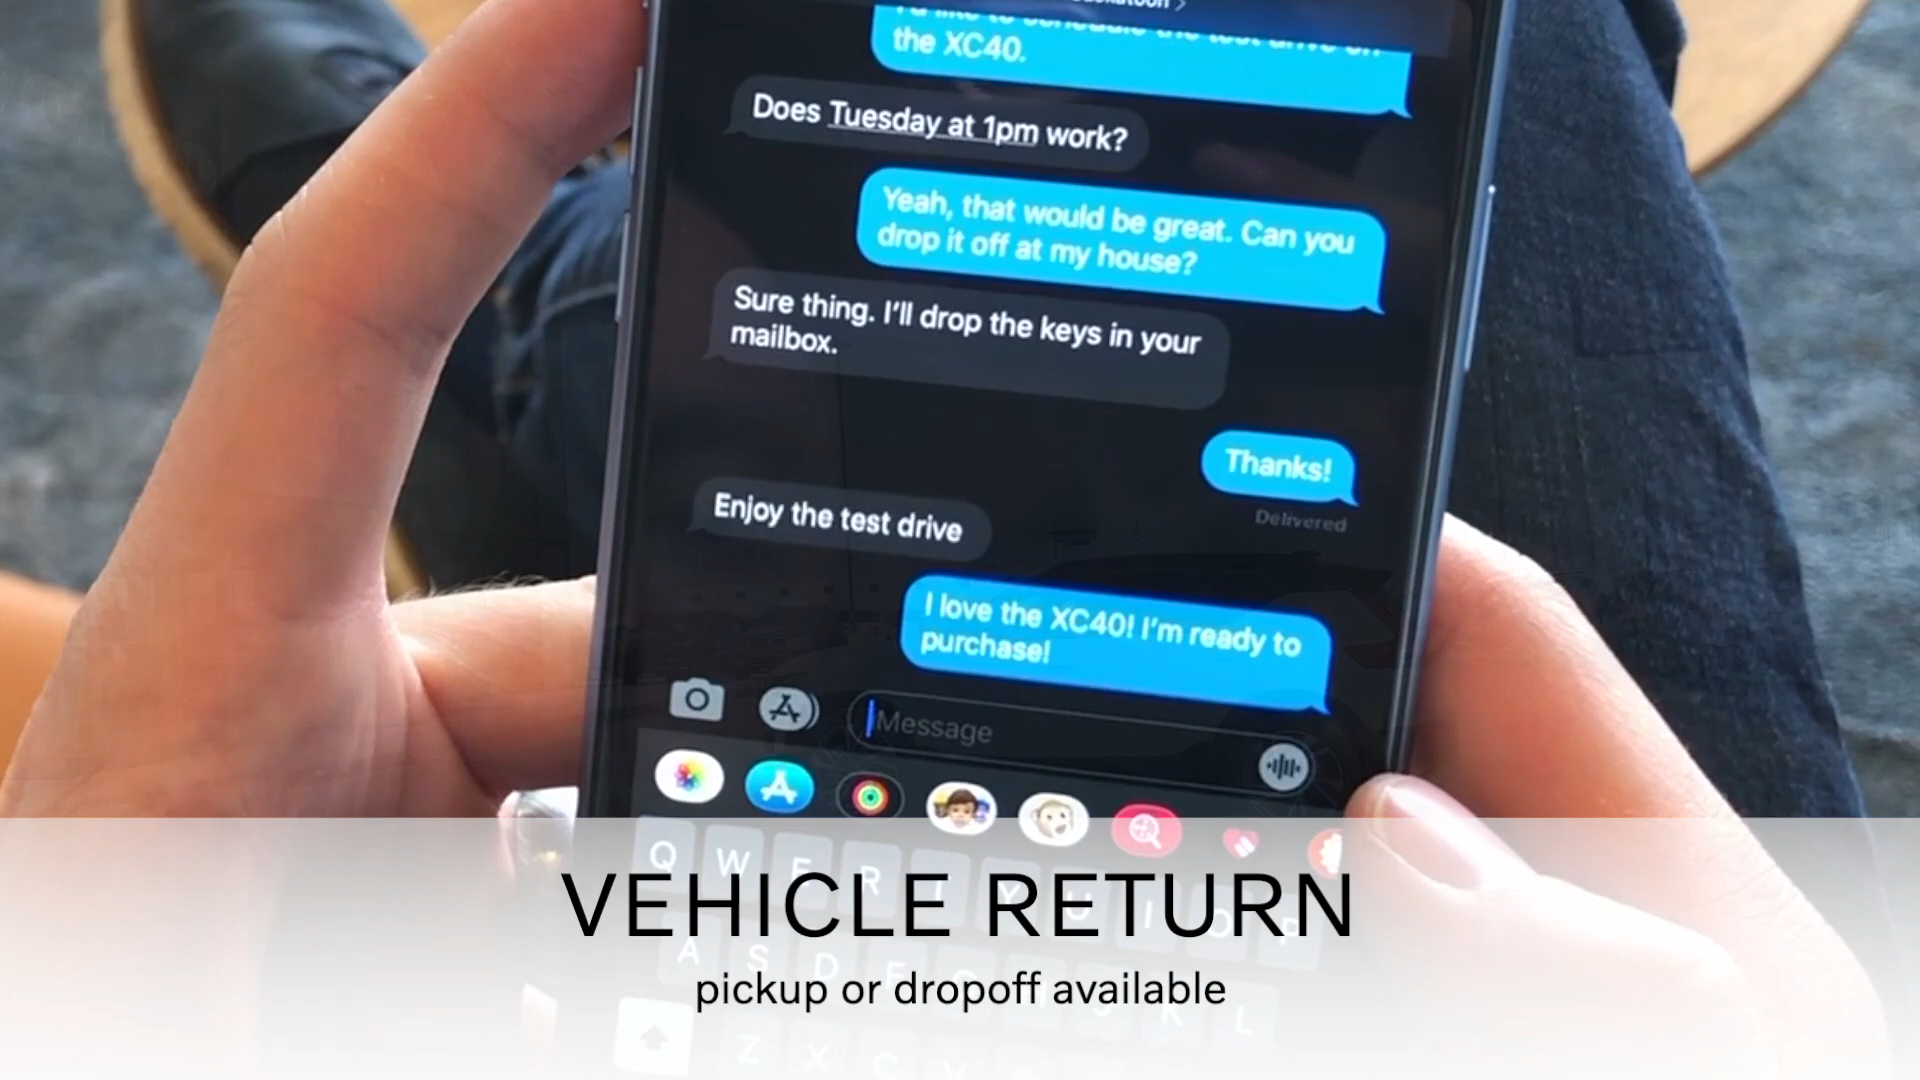 the XC40.
Does Tuesday at 1pm work?
Yeah, that would be great. Can you
drop it off at my house?
Sure thing. I'll drop the keys in your
mailbox.
Thanks!
Delivered
Enjoy the test drive
I love the XC40! I'm ready to
purchase!
Message
Q W E R T Y U I O P
VEHICLE RETURN
A S D F G J K L
pickup or dropoff available
Z X C V